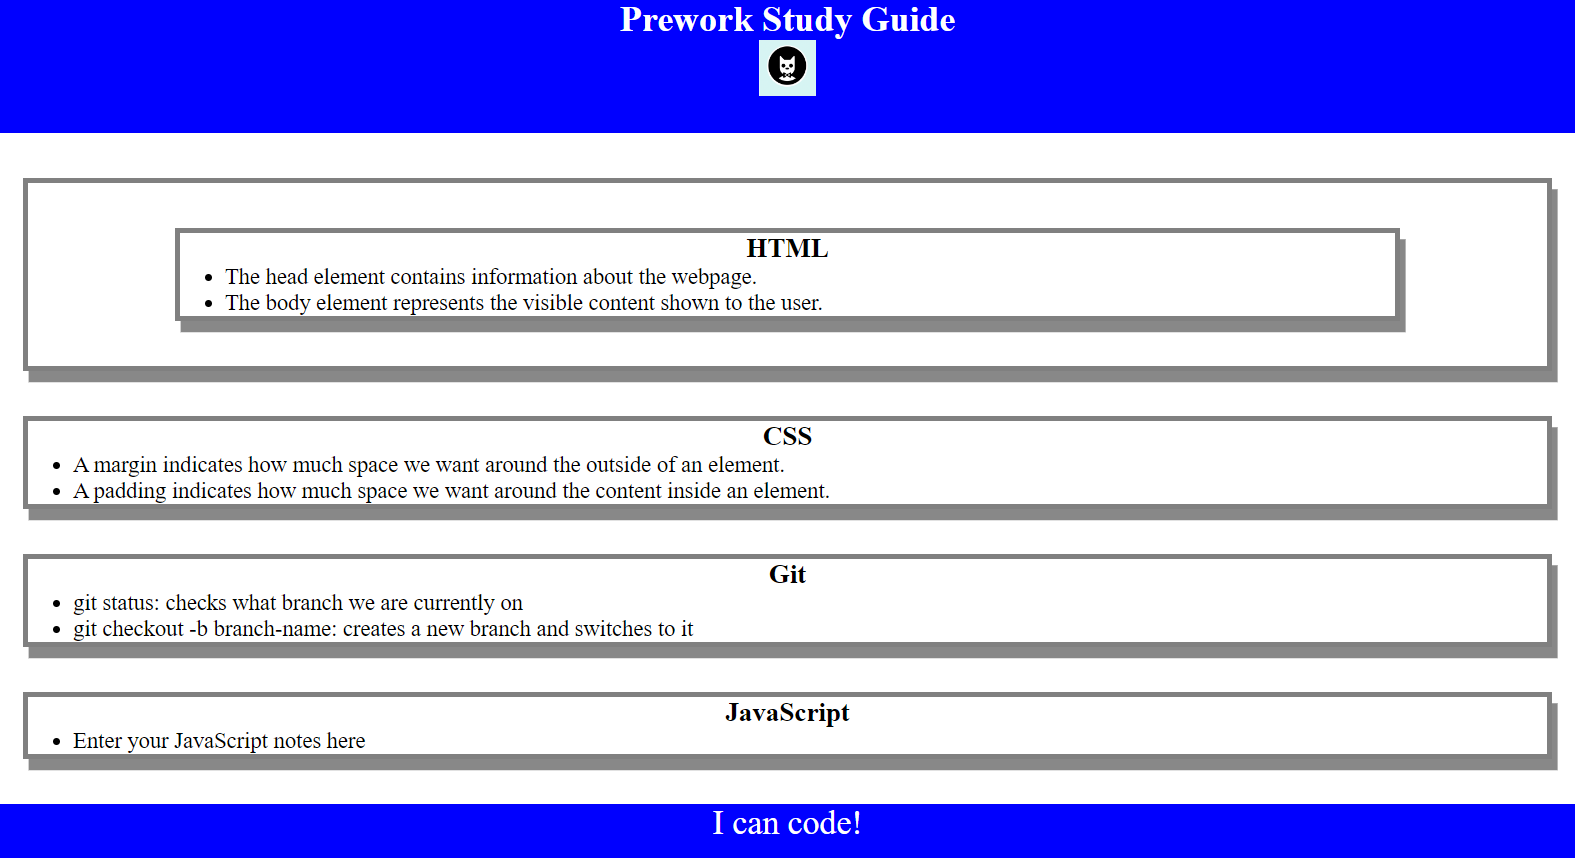 Prework Study Guide
HTML
The head element contains information about the webpage.
The body element represents the visible content shown to the user.
CSS
A margin indicates how much space we want around the outside of an element.
A padding indicates how much space we want around the content inside an element.
Git
git status: checks what branch we are currently on
git checkout -b branch-name: creates a new branch and switches to it
JavaScript
Enter your JavaScript notes here
I can code!